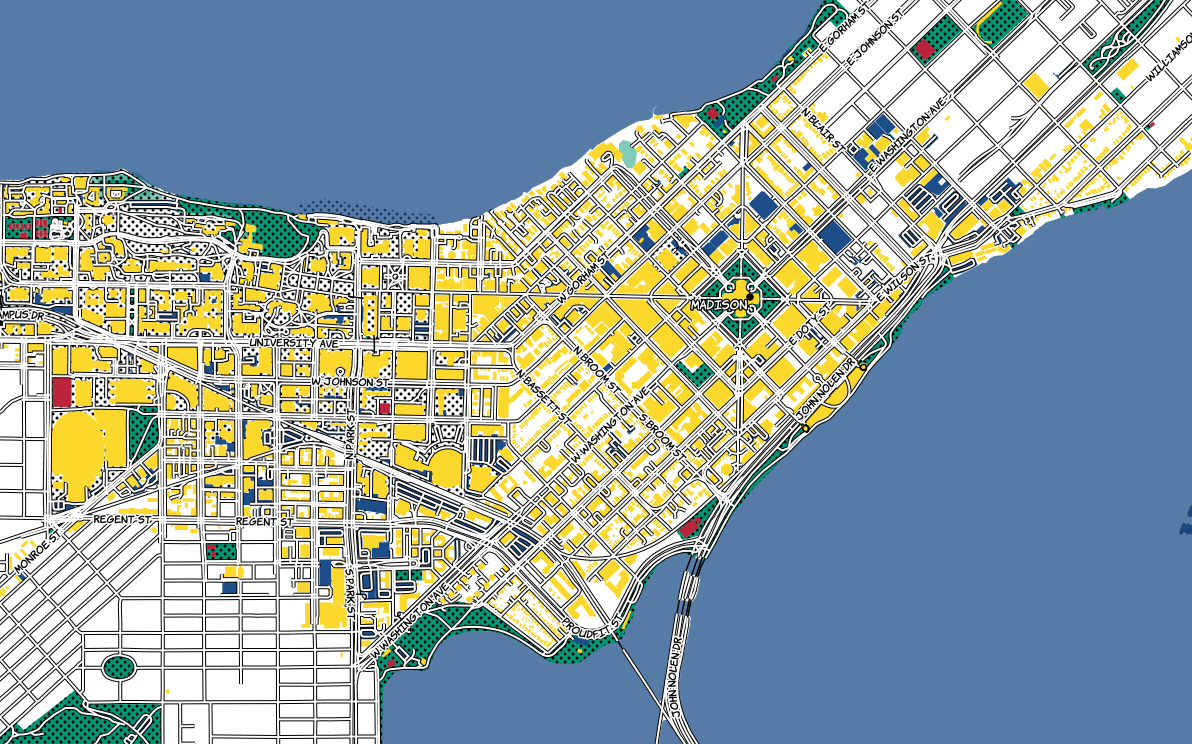 E GORHAM ST
E JOHNSON ST
WILLIAMSO
N BLAIR ST
E WASHINGTON AVE
W GORHAM ST
E WILSON ST
MADISON
AMPUS DR
UNIVERSITY AVE
E DOTY ST
N BROOM ST
W JOHNSON ST
N BASSETT ST
JOHN NOLEN DR
W WASHINGTON AVE
S BROOM ST
S PARK ST
REGENT ST
REGENT ST
MONROE ST
S PARK ST
W WASHINGTON AVE
PROUDFIT ST
JOHN NOLEN DR